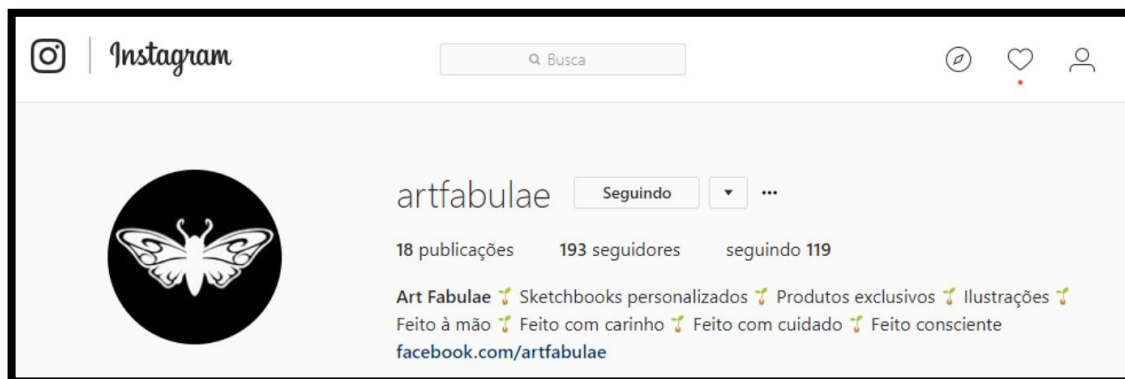 Instagram
Busca
artfabulae Seguindo
18 publicações 193 seguidores seguindo 119
Art Fabulae 🌱 Sketchbooks personalizados 🌱 Produtos exclusivos 🌱 Ilustrações 🌱
Feito à mão 🌱 Feito com carinho 🌱 Feito com cuidado 🌱 Feito consciente
facebook.com/artfabulae